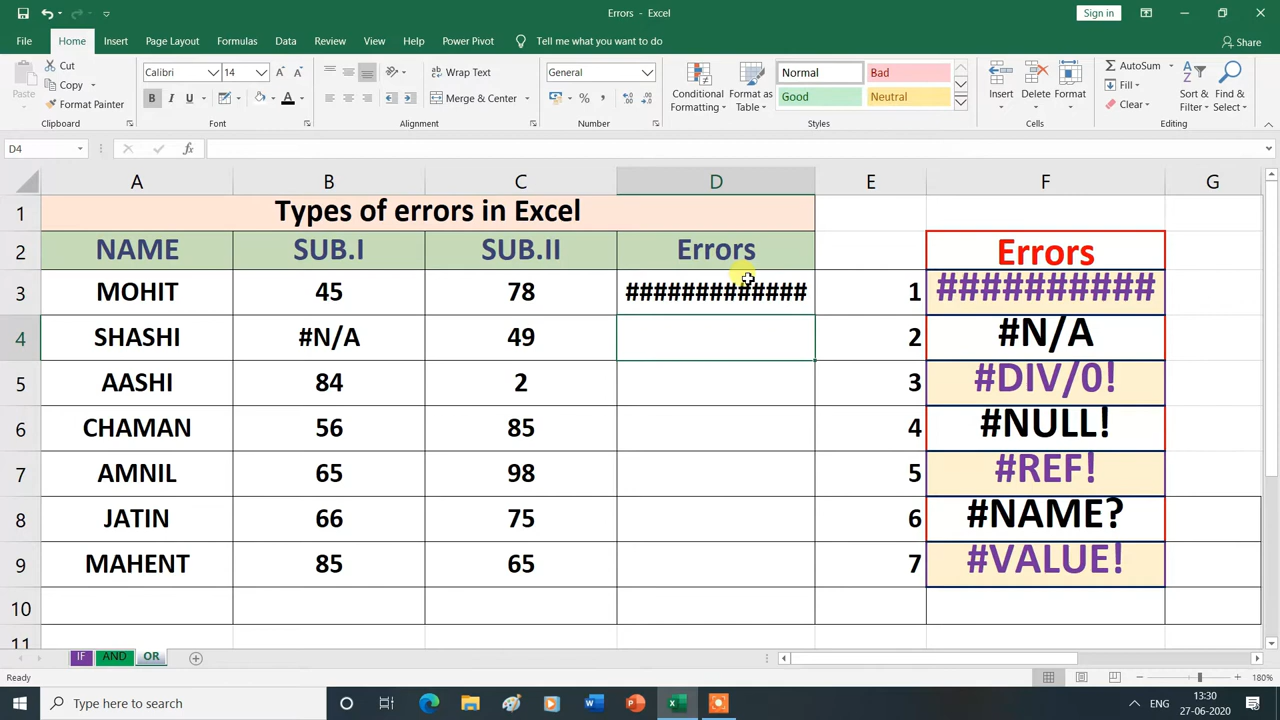 Errors - Excel
Sign in
File Home Insert Page Layout Formulas Data Review View Help Power Pivot Tell me what you want to do Share
Paste
Cut
Copy
Format Painter
Clipboard
Calibri 14
B I U
Font
Wrap Text
Merge & Center
Alignment
General
Number
Conditional Formatting
Format as Table
Normal Bad
Good Neutral
Styles
Insert Delete Format
Cells
AutoSum
Fill
Clear
Sort & Filter
Find & Select
Editing
D4 fx
A B C D E F G
1 Types of errors in Excel
2 NAME SUB.I SUB.II Errors Errors
3 MOHIT 45 78 ############# 1 ##########
4 SHASHI #N/A 49 2 #N/A
5 AASHI 84 2 3 #DIV/0!
6 CHAMAN 56 85 4 #NULL!
7 AMNIL 65 98 5 #REF!
8 JATIN 66 75 6 #NAME?
9 MAHENT 85 65 7 #VALUE!
10
11
IF AND OR
Ready 180%
Type here to search
ENG
13:30
27-06-2020